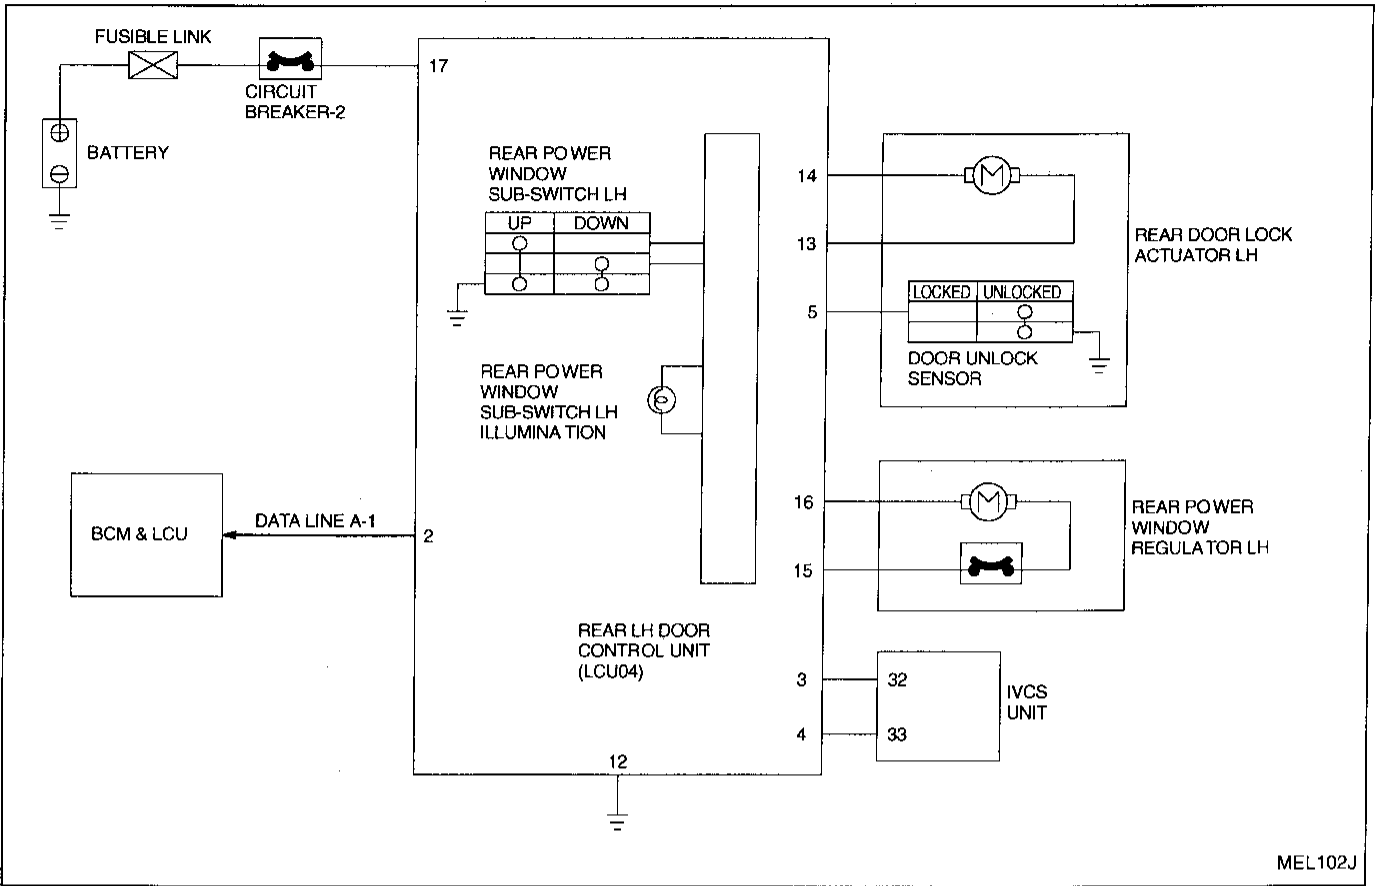 FUSIBLE LINK
17
CIRCUIT
BREAKER-2
BATTERY
REAR POWER
WINDOW
SUB-SWITCH LH
UP DOWN
14
M
13
REAR DOOR LOCK
ACTUATOR LH
5
LOCKED UNLOCKED
DOOR UNLOCK
SENSOR
REAR POWER
WINDOW
SUB-SWITCH LH
ILLUMINATION
16
M
15
REAR POWER
WINDOW
REGULATOR LH
BCM & LCU
DATA LINE A-1
2
REAR LH DOOR
CONTROL UNIT
(LCU04)
3 32
4 33
IVCS
UNIT
12
MEL102J